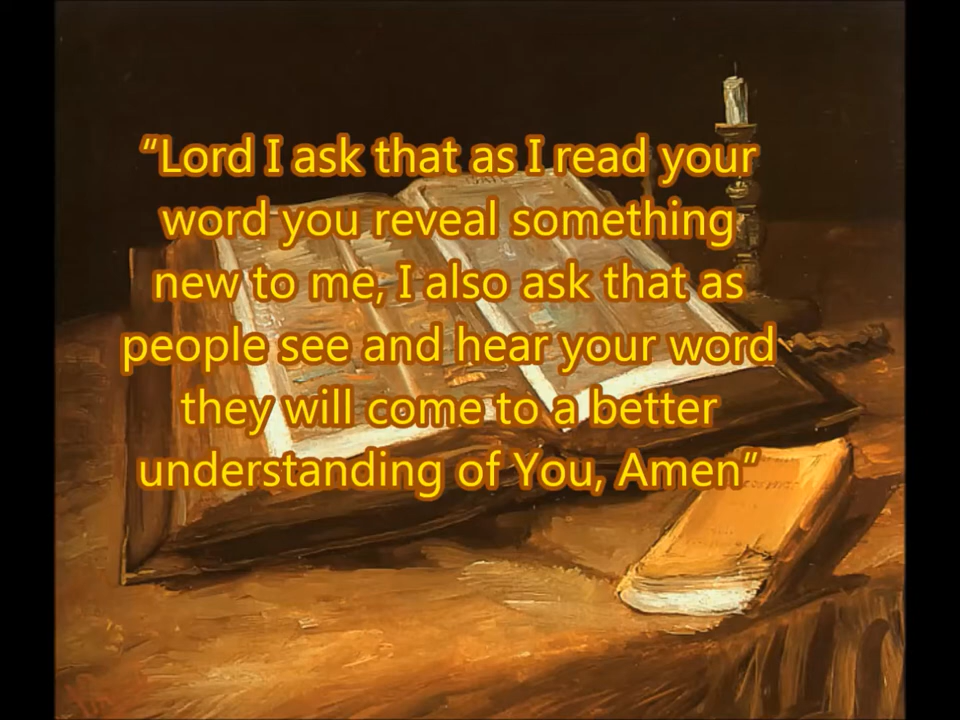 “Lord I ask that as I read your
word you reveal something
new to me, I also ask that as
people see and hear your word
they will come to a better
understanding of You, Amen”